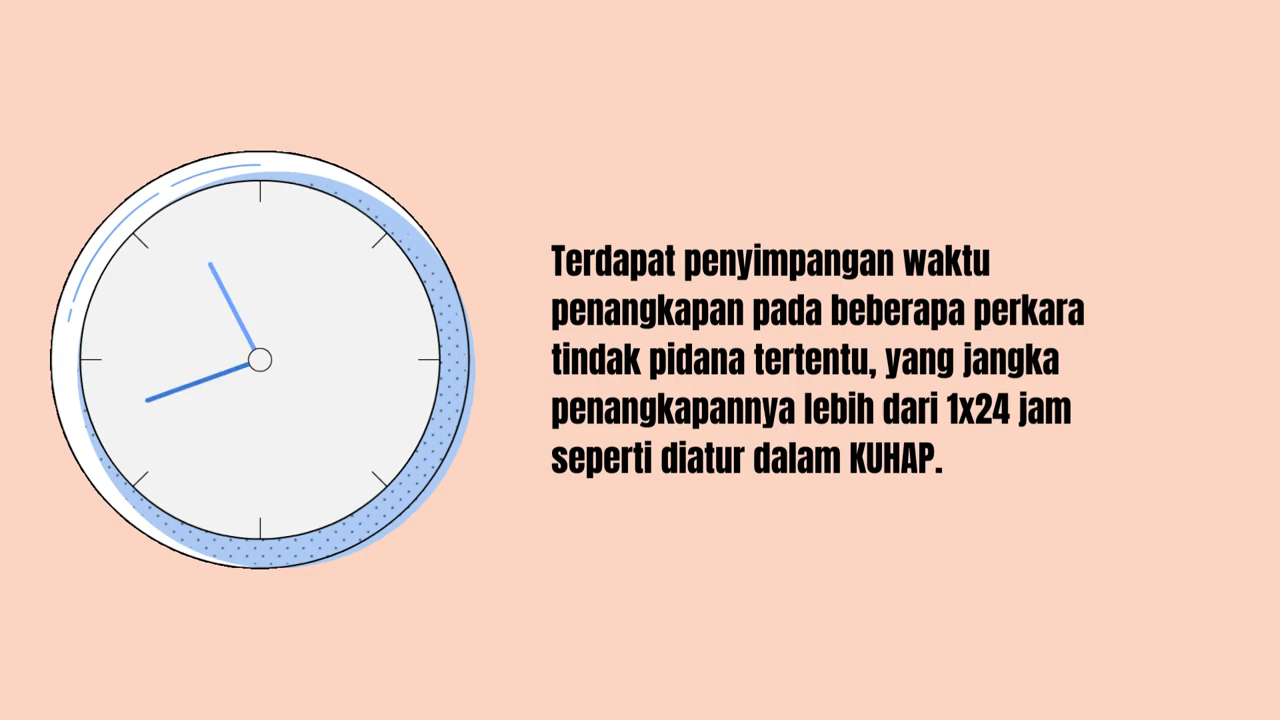 Terdapat penyimpangan waktu
penangkapan pada beberapa perkara
tindak pidana tertentu, yang jangka
penangkapannya lebih dari 1x24 jam
seperti diatur dalam KUHAP.